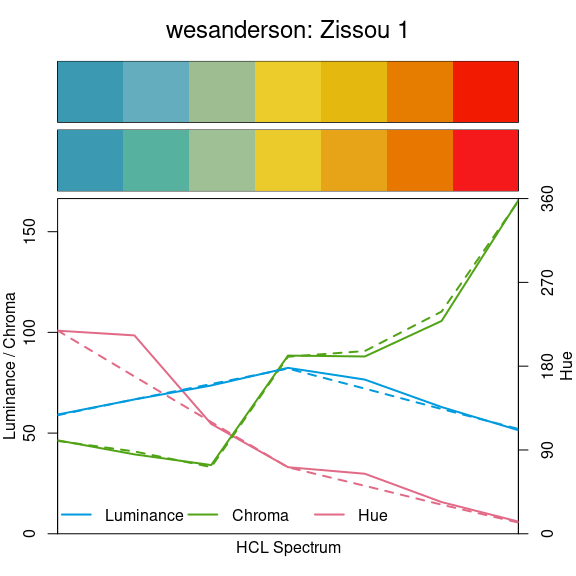 wesanderson: Zissou 1
150
100
50
0
Luminance / Chroma
360
270
180
90
0
Hue
Luminance Chroma Hue
HCL Spectrum